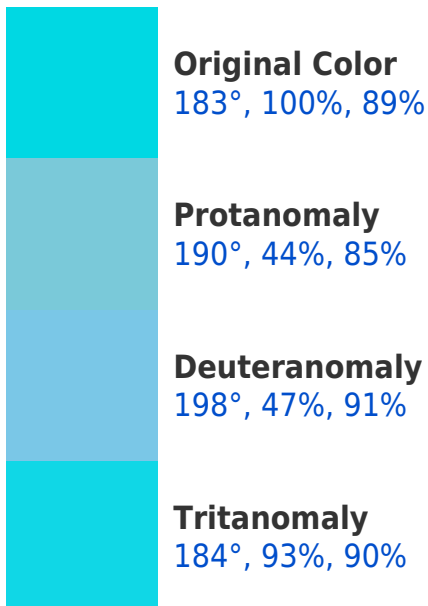 Original Color
183°, 100%, 89%
Protanomaly
190°, 44%, 85%
Deuteranomaly
198°, 47%, 91%
Tritanomaly
184°, 93%, 90%